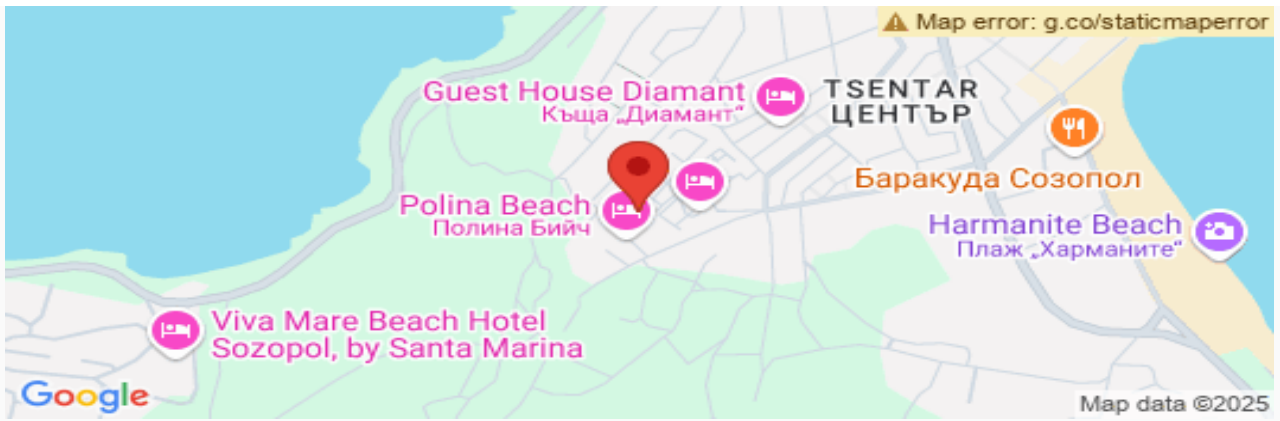 Map error: g.co/staticmaperror
Guest House Diamant
Къща „Диамант“
TSENTAR
ЦЕНТЪР
Баракуда Созопол
Polina Beach
Полина Бийч
Harmanite Beach
Плаж „Харманите“
Viva Mare Beach Hotel
Sozopol, by Santa Marina
Google
Map data ©2025